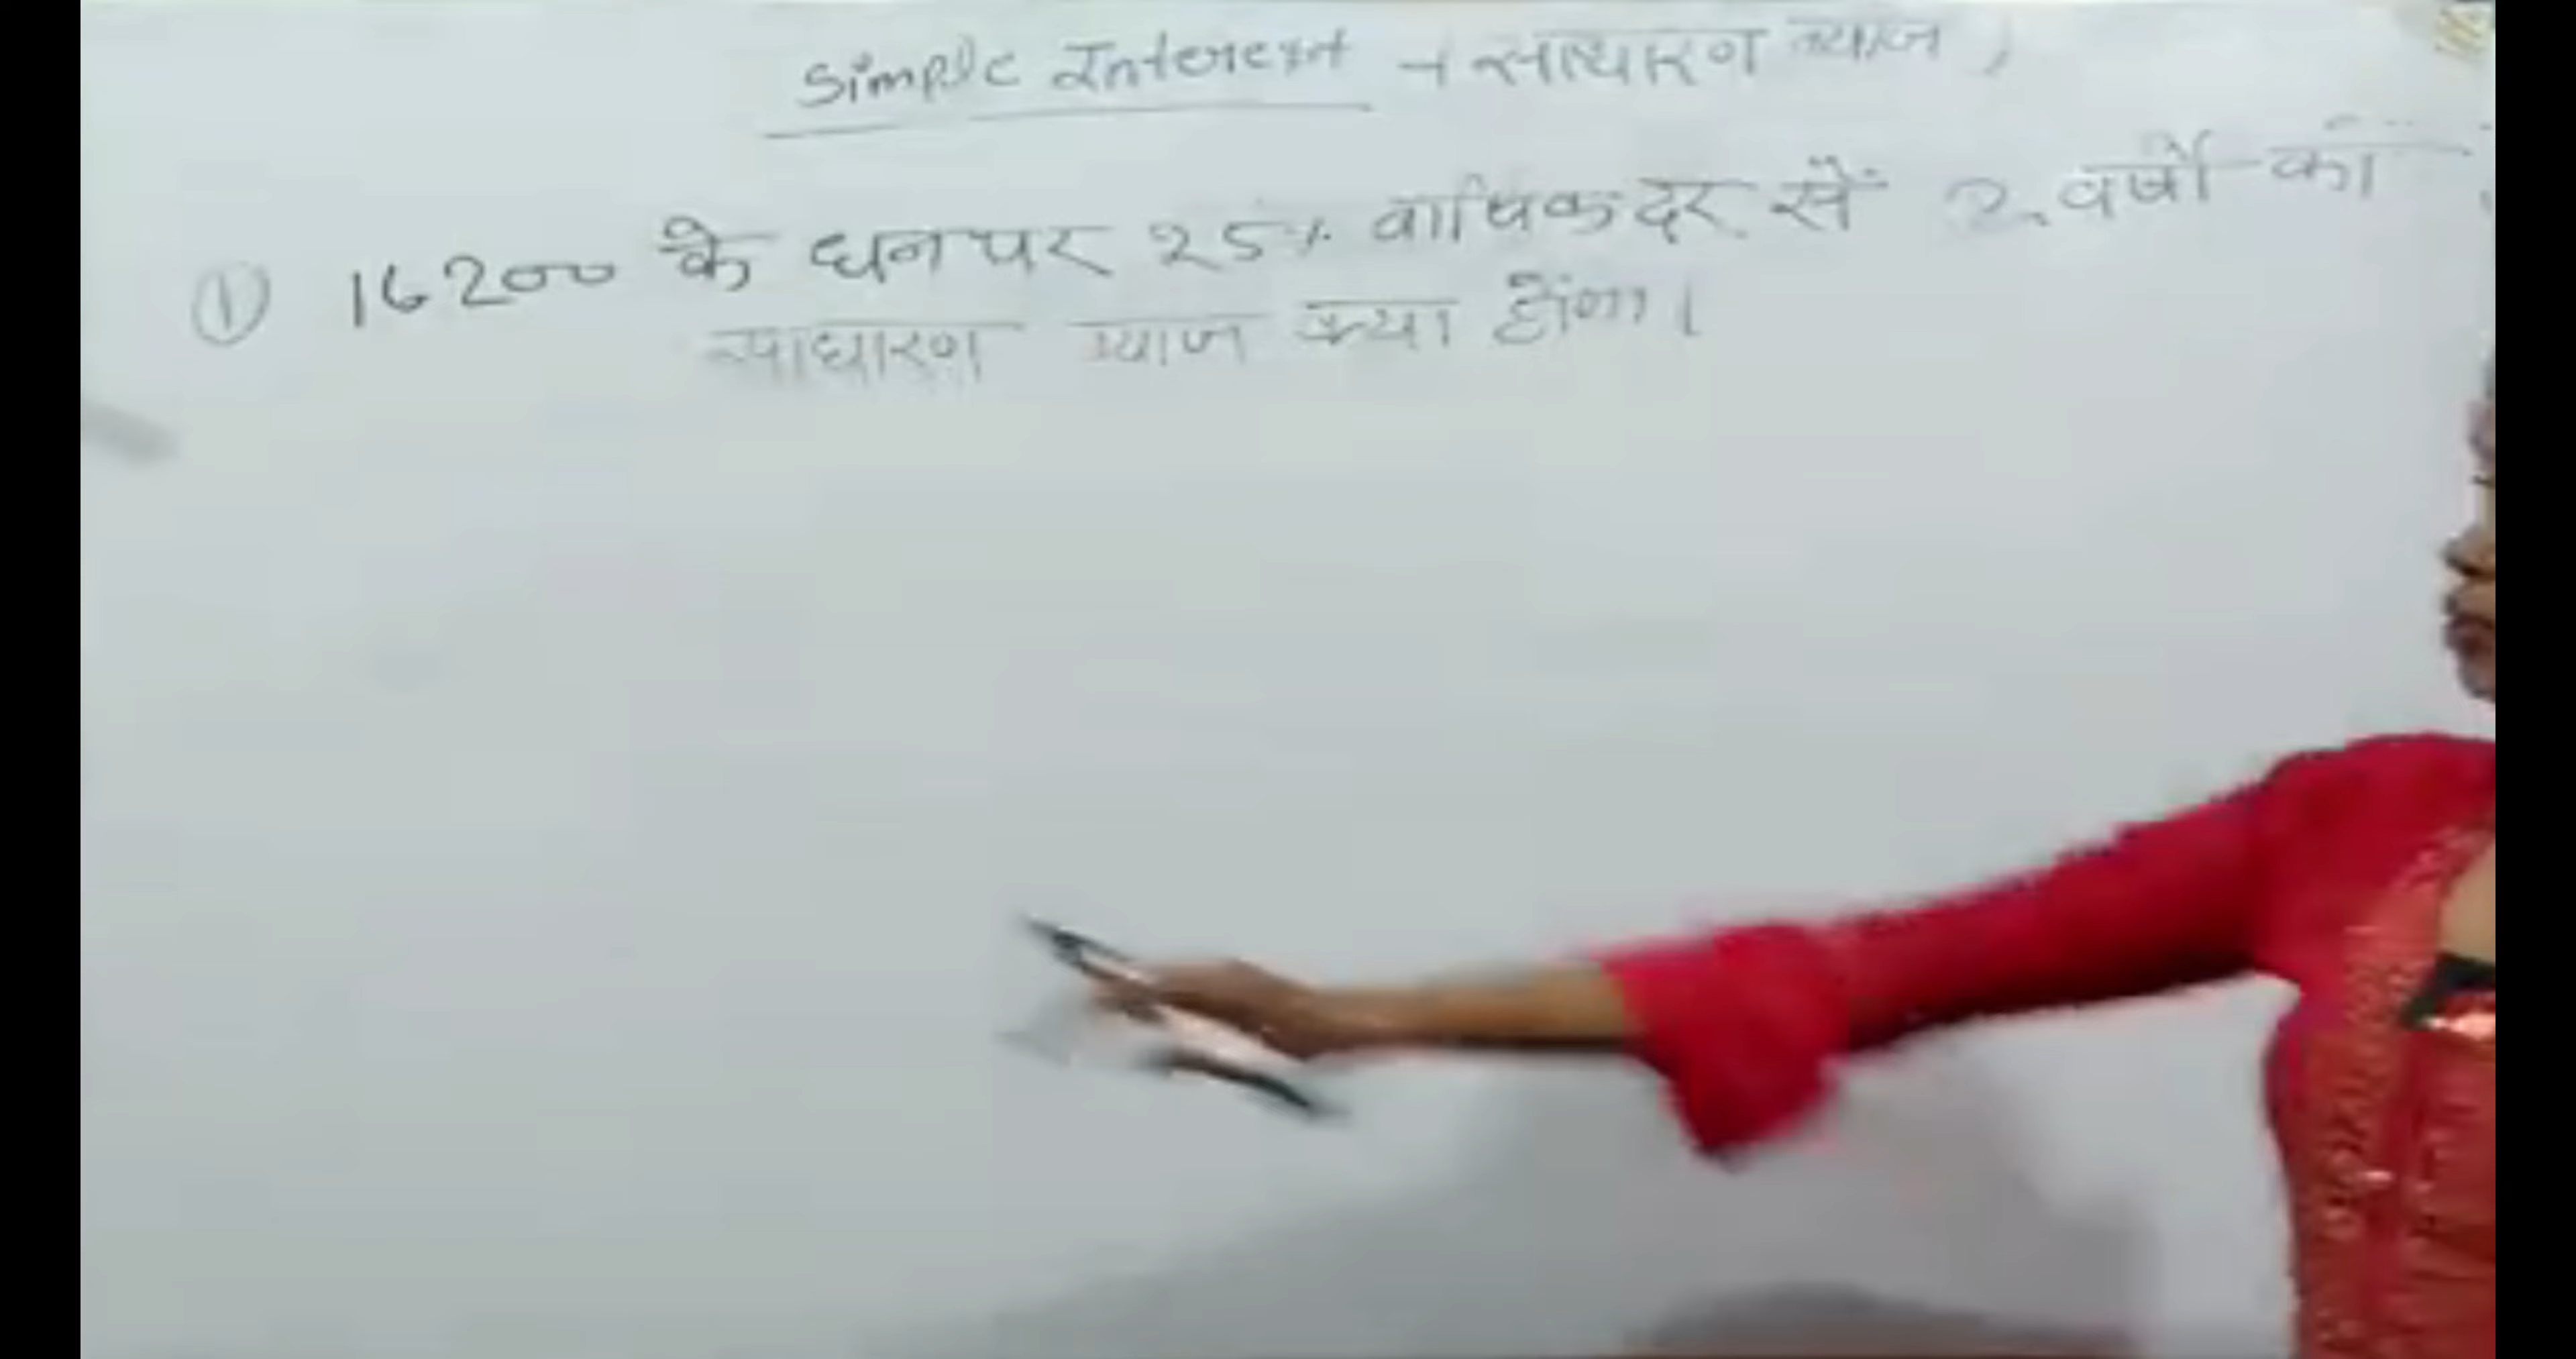 Simple Interest → साधारण ब्याज
① 16200 के धन पर 25% वार्षिक दर सें 2 वर्षो का
साधारण ब्याज क्या होंगा।